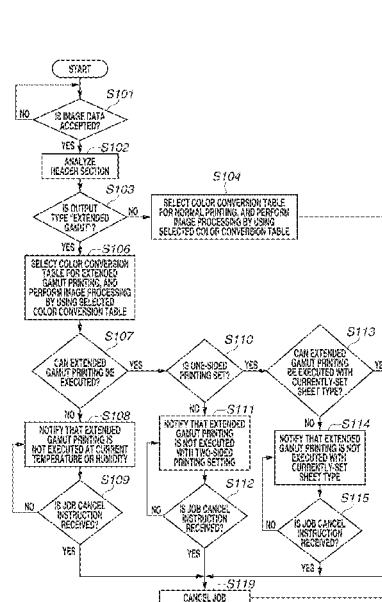 START
S101
IS IMAGE DATA
ACCEPTED?
NO
YES
S102
ANALYZE
HEADER SECTION
S103
IS OUTPUT
TYPE "EXTENDED
GAMUT"?
NO
YES
S104
SELECT COLOR CONVERSION TABLE
FOR NORMAL PRINTING, AND PERFORM
IMAGE PROCESSING BY USING
SELECTED COLOR CONVERSION TABLE
S106
SELECT COLOR CONVERSION
TABLE FOR EXTENDED
GAMUT PRINTING, AND
PERFORM IMAGE PROCESSING
BY USING SELECTED
COLOR CONVERSION TABLE
S107
CAN EXTENDED
GAMUT PRINTING BE
EXECUTED?
YES
NO
S108
NOTIFY THAT EXTENDED
GAMUT PRINTING IS
NOT EXECUTED AT CURRENT
TEMPERATURE OR HUMIDITY
S109
IS JOB CANCEL
INSTRUCTION
RECEIVED?
NO
YES
S110
IS ONE-SIDED
PRINTING SET?
YES
NO
S111
NOTIFY THAT EXTENDED
GAMUT PRINTING
IS NOT EXECUTED
WITH TWO-SIDED
PRINTING SETTING
S112
IS JOB CANCEL
INSTRUCTION
RECEIVED?
NO
YES
S113
CAN EXTENDED
GAMUT PRINTING
BE EXECUTED WITH
CURRENTLY-SET
SHEET TYPE?
YES
NO
S114
NOTIFY THAT EXTENDED
GAMUT PRINTING IS NOT
EXECUTED WITH
CURRENTLY-SET
SHEET TYPE
S115
IS JOB CANCEL
INSTRUCTION
RECEIVED?
NO
YES
S119
CANCEL JOB